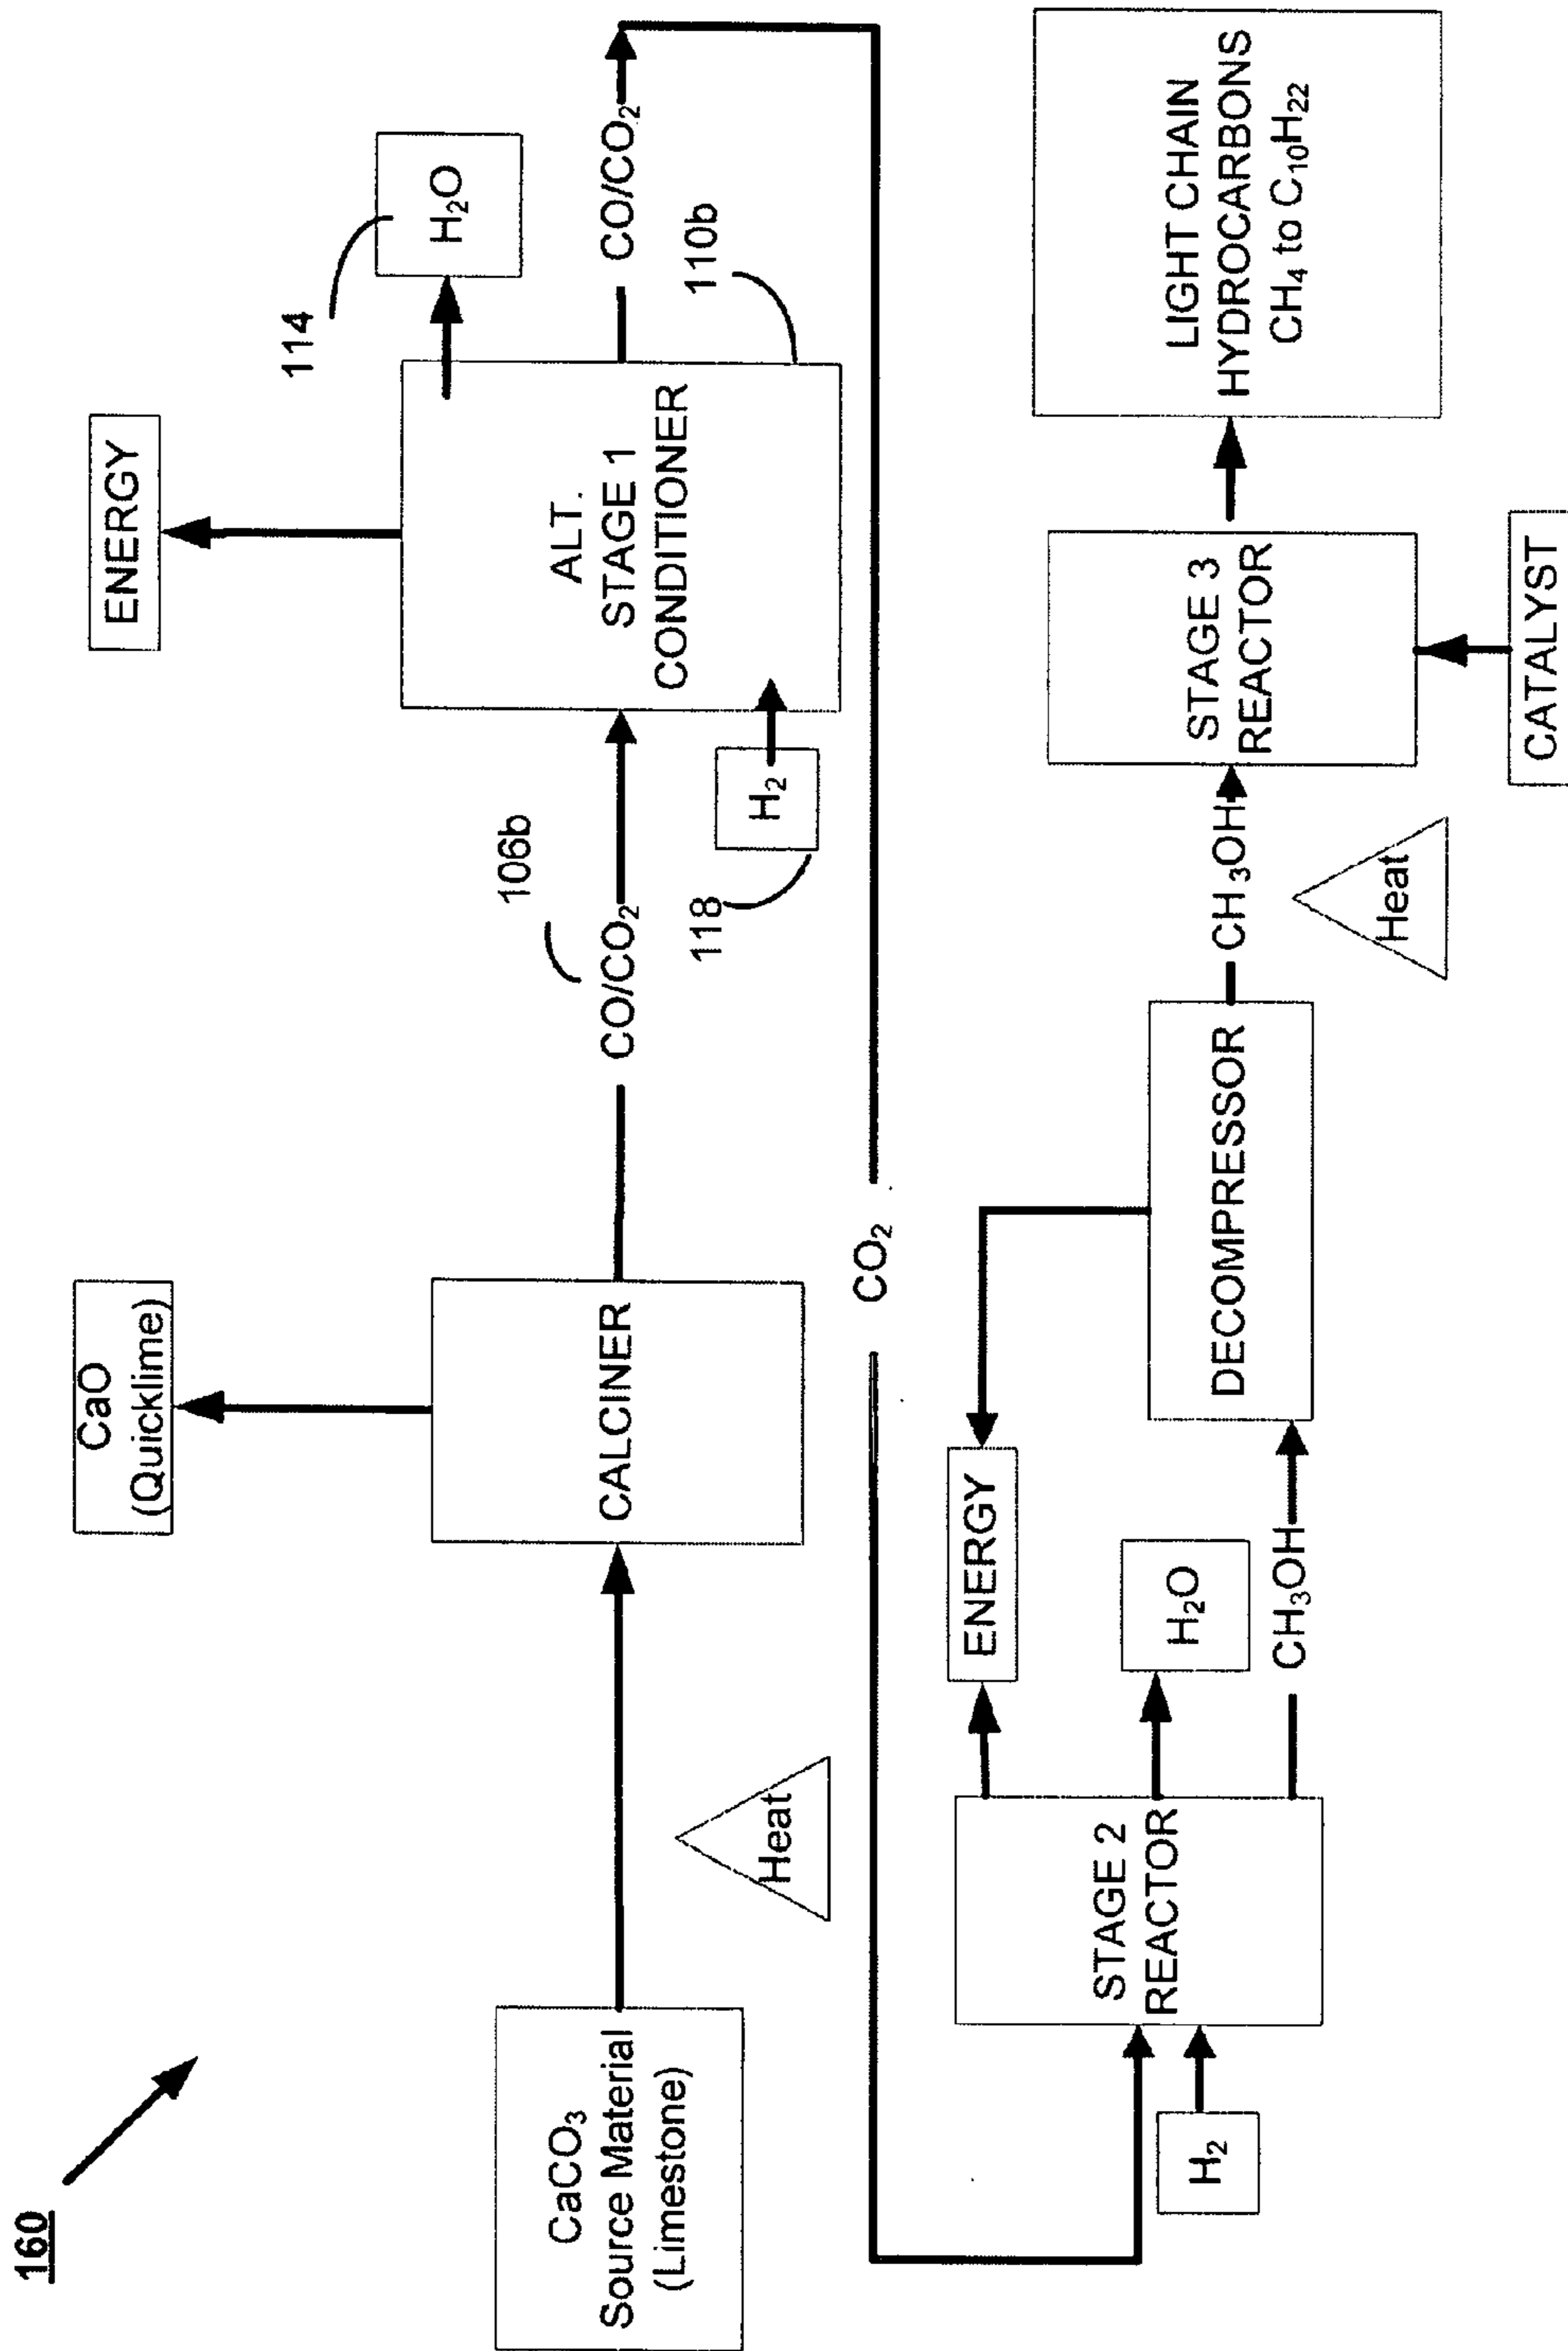 160
CaCO₃
Source Material
(Limestone)
Heat
CaO
(Quicklime)
CALCINER
CO/CO₂
106b
ENERGY
ALT.
STAGE 1
CONDITIONER
H₂
118
114
H₂O
CO/CO₂
110b
CO₂
H₂
STAGE 2
REACTOR
ENERGY
H₂O
CH₃OH
DECOMPRESSOR
CH₃OH
Heat
STAGE 3
REACTOR
CATALYST
LIGHT CHAIN
HYDROCARBONS
CH₄ to C₁₀H₂₂